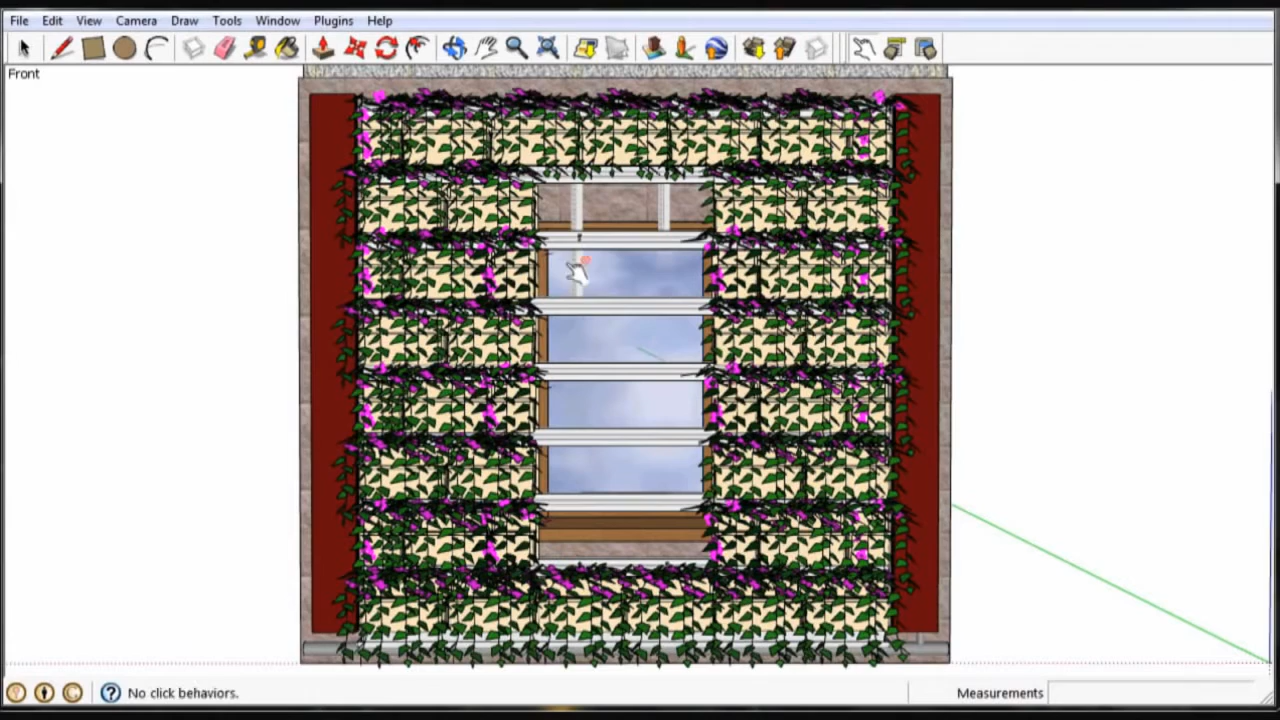 File Edit View Camera Draw Tools Window Plugins Help
Front
No click behaviors.
Measurements